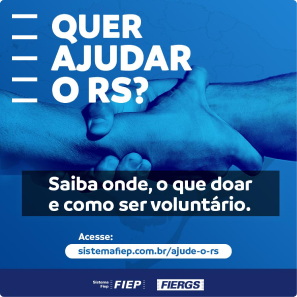 QUER
AJUDAR
O RS?
Saiba onde, o que doar
e como ser voluntário.
Acesse:
sistemafiep.com.br/ajude-o-rs
Sistema
Fiep FIEP FIERGS